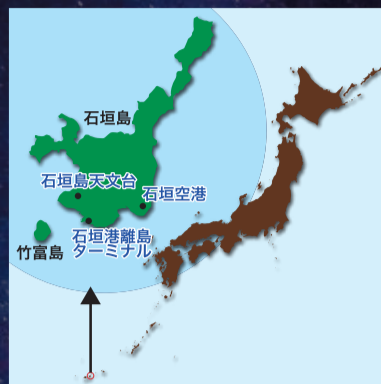 石垣島
石垣島天文台
石垣空港
石垣港離島
ターミナル
竹富島